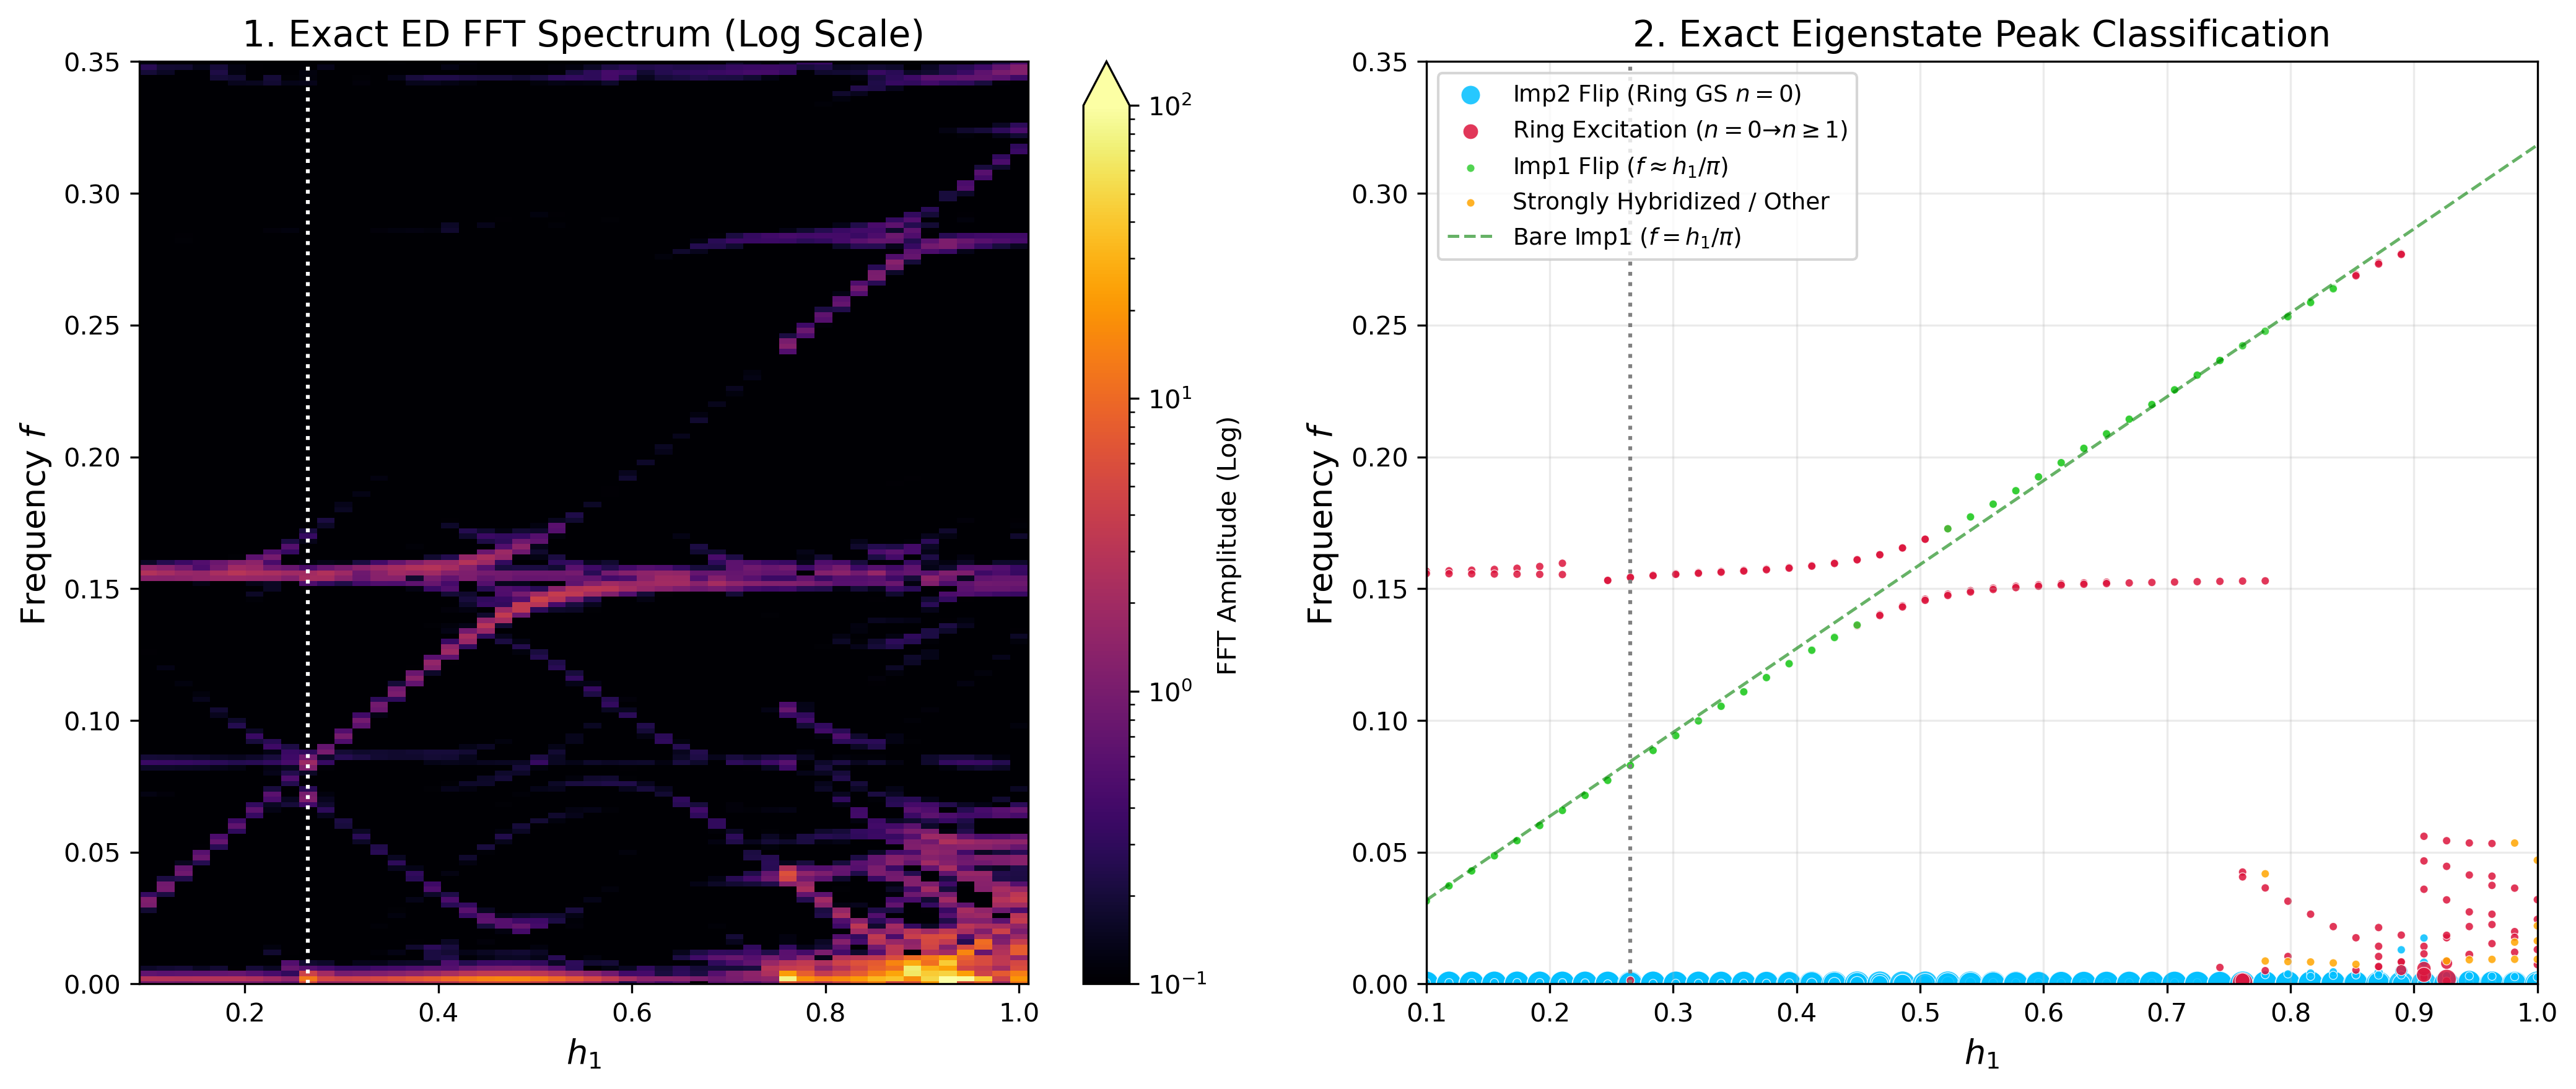 1. Exact ED FFT Spectrum (Log Scale)
Frequency f
0.35
0.30
0.25
0.20
0.15
0.10
0.05
0.00
0.2
0.4
0.6
0.8
1.0
h₁
10²
10¹
10⁰
10⁻¹
FFT Amplitude (Log)
2. Exact Eigenstate Peak Classification
Imp2 Flip (Ring GS n = 0)
Ring Excitation (n = 0→n ≥ 1)
Imp1 Flip (f ≈ h₁/π)
Strongly Hybridized / Other
Bare Imp1 (f = h₁/π)
Frequency f
0.35
0.30
0.25
0.20
0.15
0.10
0.05
0.00
0.1
0.2
0.3
0.4
0.5
0.6
0.7
0.8
0.9
1.0
h₁